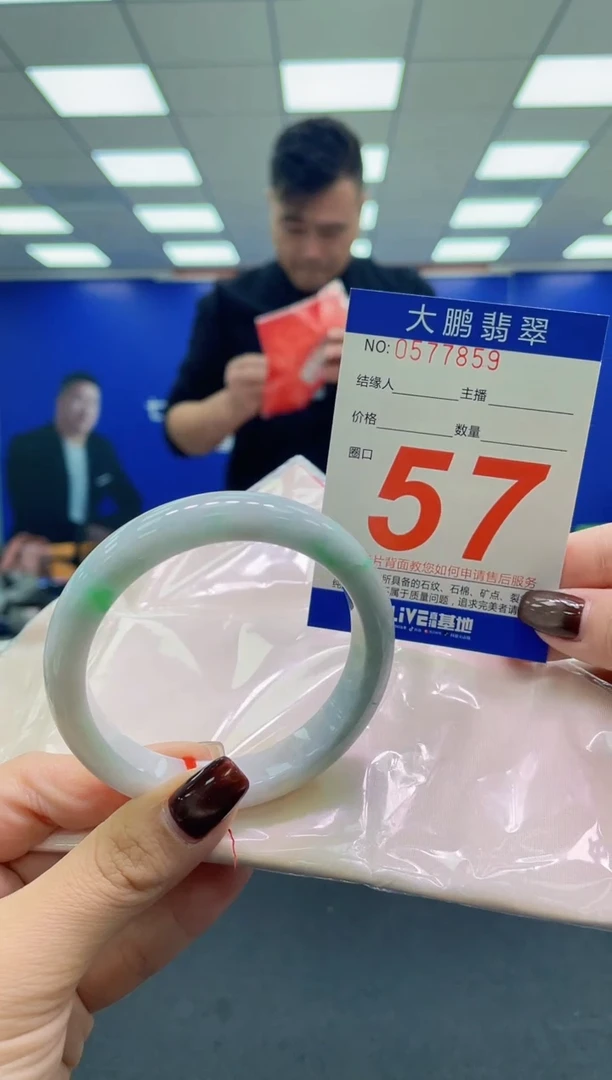 大鹏翡翠
NO: 0577859
结缘人 主播
价格 数量
圈口
57
片背面教您如何申请售后服务
所具备的石纹、石棉、矿点、裂
属于质量问题，追求完美者请
LiVE 基地